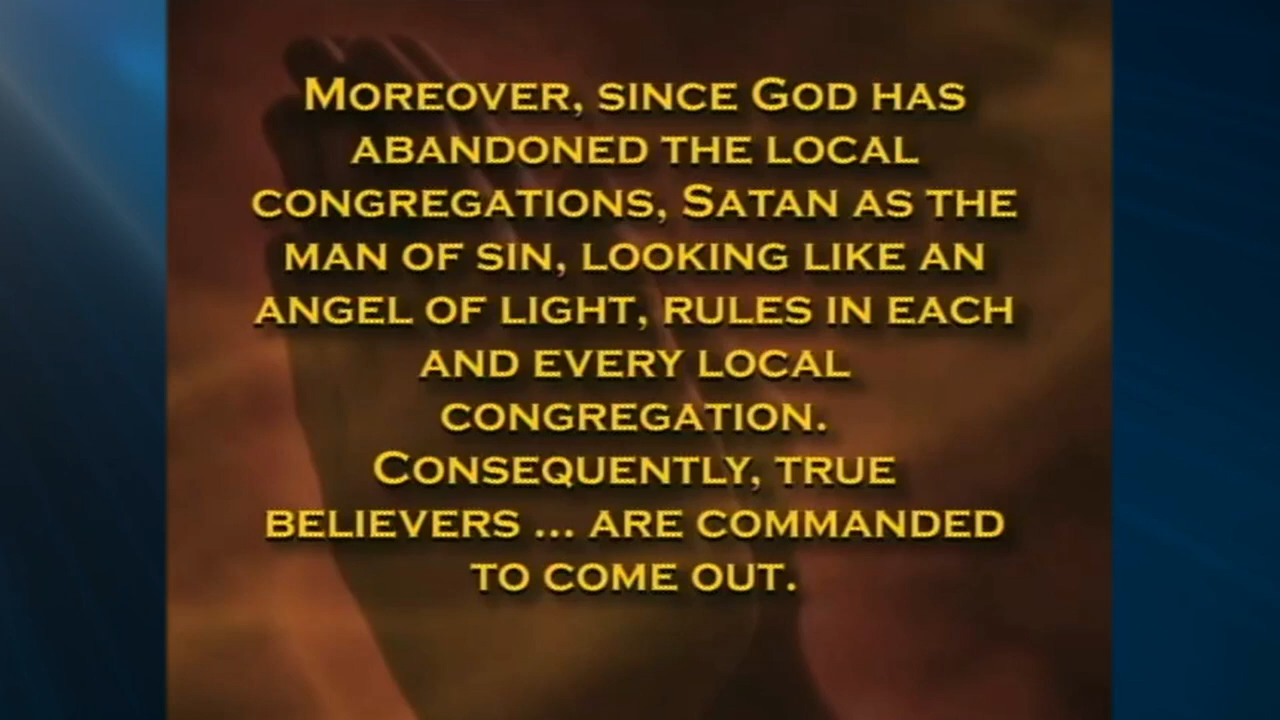 MOREOVER, SINCE GOD HAS
ABANDONED THE LOCAL
CONGREGATIONS, SATAN AS THE
MAN OF SIN, LOOKING LIKE AN
ANGEL OF LIGHT, RULES IN EACH
AND EVERY LOCAL
CONGREGATION.
CONSEQUENTLY, TRUE
BELIEVERS ... ARE COMMANDED
TO COME OUT.